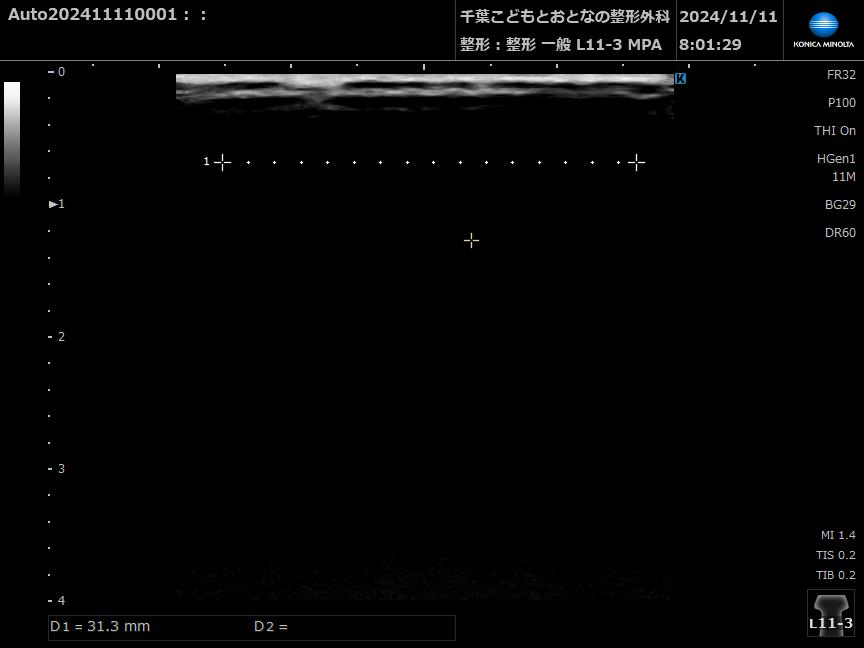 Auto202411110001 : :
千葉こどもとおとなの整形外科
整形 : 整形 一般 L11-3 MPA
2024/11/11
8:01:29
KONICA MINOLTA
K
FR32
P100
THI On
HGen1
11M
BG29
DR60
0
1
1
2
3
4
MI 1.4
TIS 0.2
TIB 0.2
L11-3
D1 = 31.3 mm
D2 =